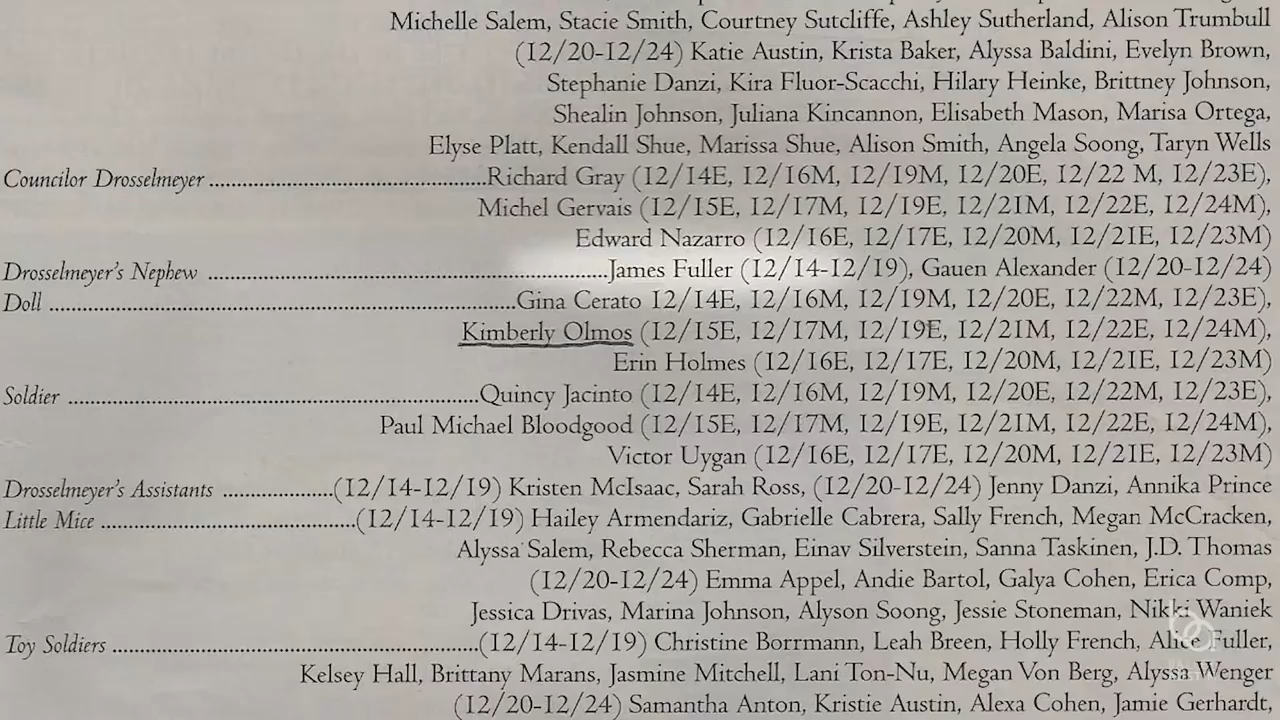 Michelle Salem, Stacie Smith, Courtney Sutcliffe, Ashley Sutherland, Alison Trumbull
(12/20-12/24) Katie Austin, Krista Baker, Alyssa Baldini, Evelyn Brown,
Stephanie Danzi, Kira Fluor-Scacchi, Hilary Heinke, Brittney Johnson,
Shealin Johnson, Juliana Kincannon, Elisabeth Mason, Marisa Ortega,
Elyse Platt, Kendall Shue, Marissa Shue, Alison Smith, Angela Soong, Taryn Wells
Councilor Drosselmeyer ..........................................Richard Gray (12/14E, 12/16M, 12/19M, 12/20E, 12/22 M, 12/23E),
Michel Gervais (12/15E, 12/17M, 12/19E, 12/21M, 12/22E, 12/24M),
Edward Nazarro (12/16E, 12/17E, 12/20M, 12/21E, 12/23M)
Drosselmeyer's Nephew ............................................................James Fuller (12/14-12/19), Gauen Alexander (12/20-12/24)
Doll ......................................................................Gina Cerato 12/14E, 12/16M, 12/19M, 12/20E, 12/22M, 12/23E),
Kimberly Olmos (12/15E, 12/17M, 12/19E, 12/21M, 12/22E, 12/24M),
Erin Holmes (12/16E, 12/17E, 12/20M, 12/21E, 12/23M)
Soldier ..............................................................Quincy Jacinto (12/14E, 12/16M, 12/19M, 12/20E, 12/22M, 12/23E),
Paul Michael Bloodgood (12/15E, 12/17M, 12/19E, 12/21M, 12/22E, 12/24M),
Victor Uygan (12/16E, 12/17E, 12/20M, 12/21E, 12/23M)
Drosselmeyer's Assistants .................(12/14-12/19) Kristen McIsaac, Sarah Ross, (12/20-12/24) Jenny Danzi, Annika Prince
Little Mice ......................................(12/14-12/19) Hailey Armendariz, Gabrielle Cabrera, Sally French, Megan McCracken,
Alyssa Salem, Rebecca Sherman, Einav Silverstein, Sanna Taskinen, J.D. Thomas
(12/20-12/24) Emma Appel, Andie Bartol, Galya Cohen, Erica Comp,
Jessica Drivas, Marina Johnson, Alyson Soong, Jessie Stoneman, Nikki Waniek
Toy Soldiers .......................................................(12/14-12/19) Christine Borrmann, Leah Breen, Holly French, Alice Fuller,
Kelsey Hall, Brittany Marans, Jasmine Mitchell, Lani Ton-Nu, Megan Von Berg, Alyssa Wenger
(12/20-12/24) Samantha Anton, Kristie Austin, Alexa Cohen, Jamie Gerhardt,